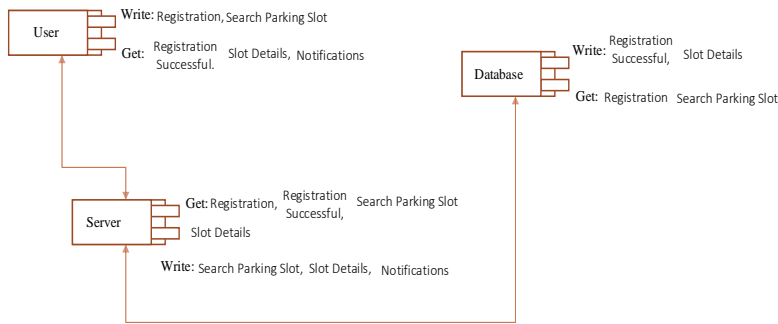 Write: Registration, Search Parking Slot
User
Get: Registration Successful. Slot Details, Notifications
Write: Registration Successful, Slot Details
Database
Get: Registration Search Parking Slot
Get: Registration, Registration Successful, Search Parking Slot
Server
Slot Details
Write: Search Parking Slot, Slot Details, Notifications